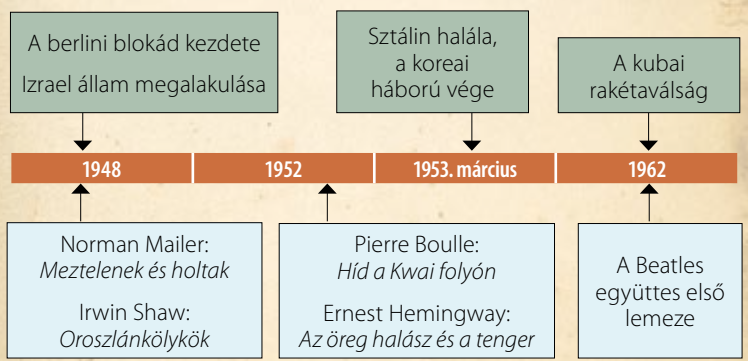 A berlini blokád kezdete
Izrael állam megalakulása
Sztálin halála,
a koreai
háború vége
A kubai
rakétaválság
1948
1952
1953. március
1962
Norman Mailer:
Meztelenek és holtak
Irwin Shaw:
Oroszlánkölykök
Pierre Boulle:
Híd a Kwai folyón
Ernest Hemingway:
Az öreg halász és a tenger
A Beatles
együttes első
lemeze